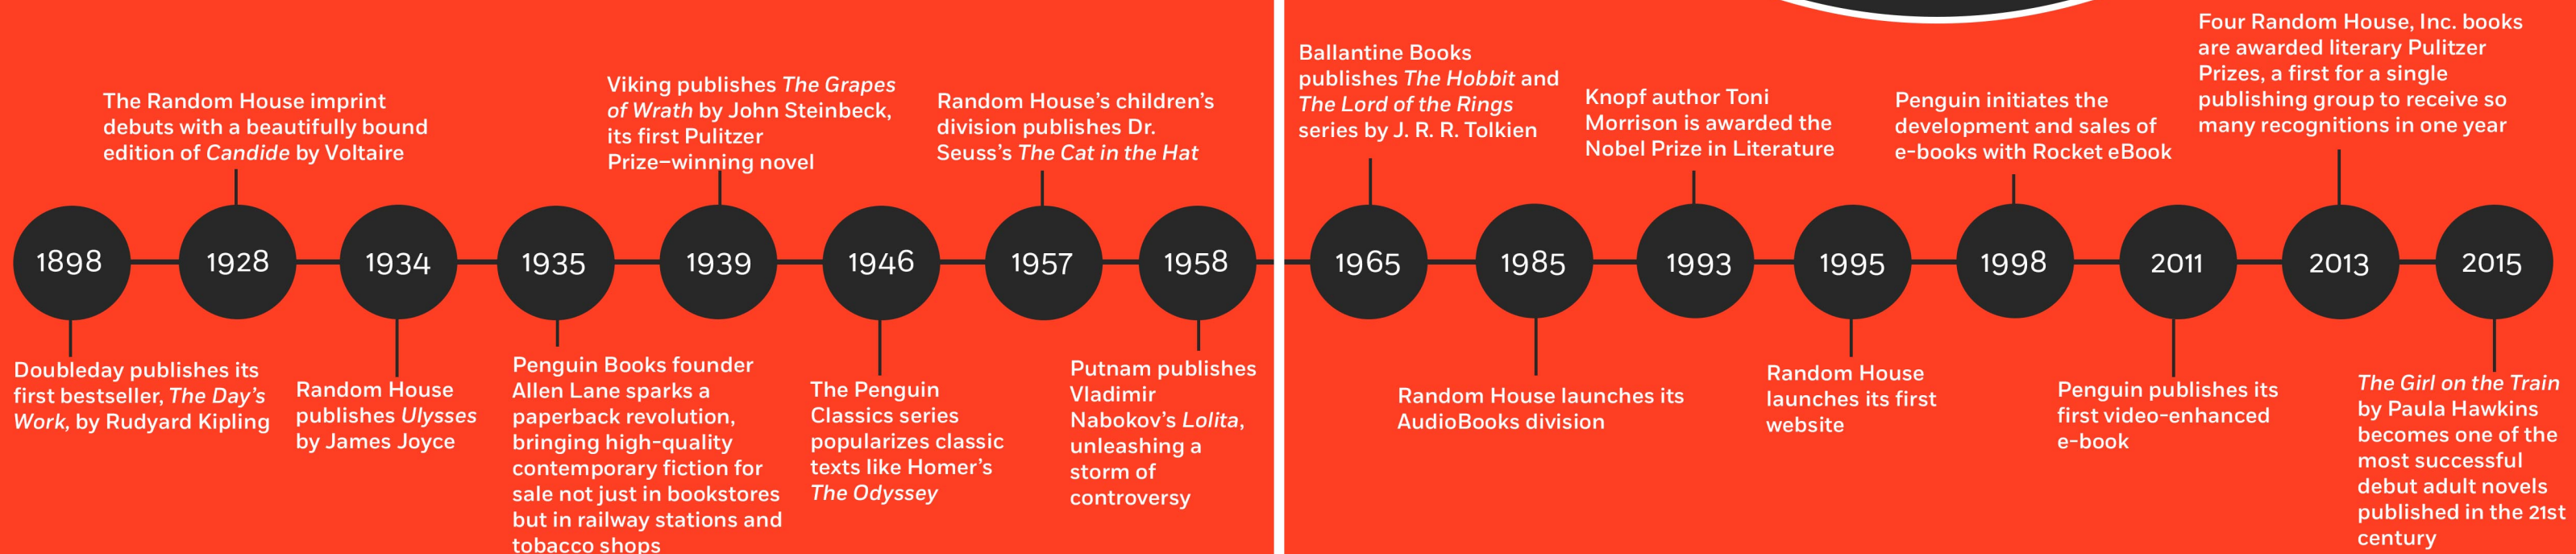 The Random House imprint
debuts with a beautifully bound
edition of Candide by Voltaire
Viking publishes The Grapes
of Wrath by John Steinbeck,
its first Pulitzer
Prize–winning novel
Random House's children's
division publishes Dr.
Seuss's The Cat in the Hat
Ballantine Books
publishes The Hobbit and
The Lord of the Rings
series by J. R. R. Tolkien
Knopf author Toni
Morrison is awarded the
Nobel Prize in Literature
Penguin initiates the
development and sales of
e-books with Rocket eBook
Four Random House, Inc. books
are awarded literary Pulitzer
Prizes, a first for a single
publishing group to receive so
many recognitions in one year
1898
1928
1934
1935
1939
1946
1957
1958
1965
1985
1993
1995
1998
2011
2013
2015
Doubleday publishes its
first bestseller, The Day's
Work, by Rudyard Kipling
Random House
publishes Ulysses
by James Joyce
Penguin Books founder
Allen Lane sparks a
paperback revolution,
bringing high-quality
contemporary fiction for
sale not just in bookstores
but in railway stations and
tobacco shops
The Penguin
Classics series
popularizes classic
texts like Homer's
The Odyssey
Putnam publishes
Vladimir
Nabokov's Lolita,
unleashing a
storm of
controversy
Random House launches its
AudioBooks division
Random House
launches its first
website
Penguin publishes its
first video-enhanced
e-book
The Girl on the Train
by Paula Hawkins
becomes one of the
most successful
debut adult novels
published in the 21st
century